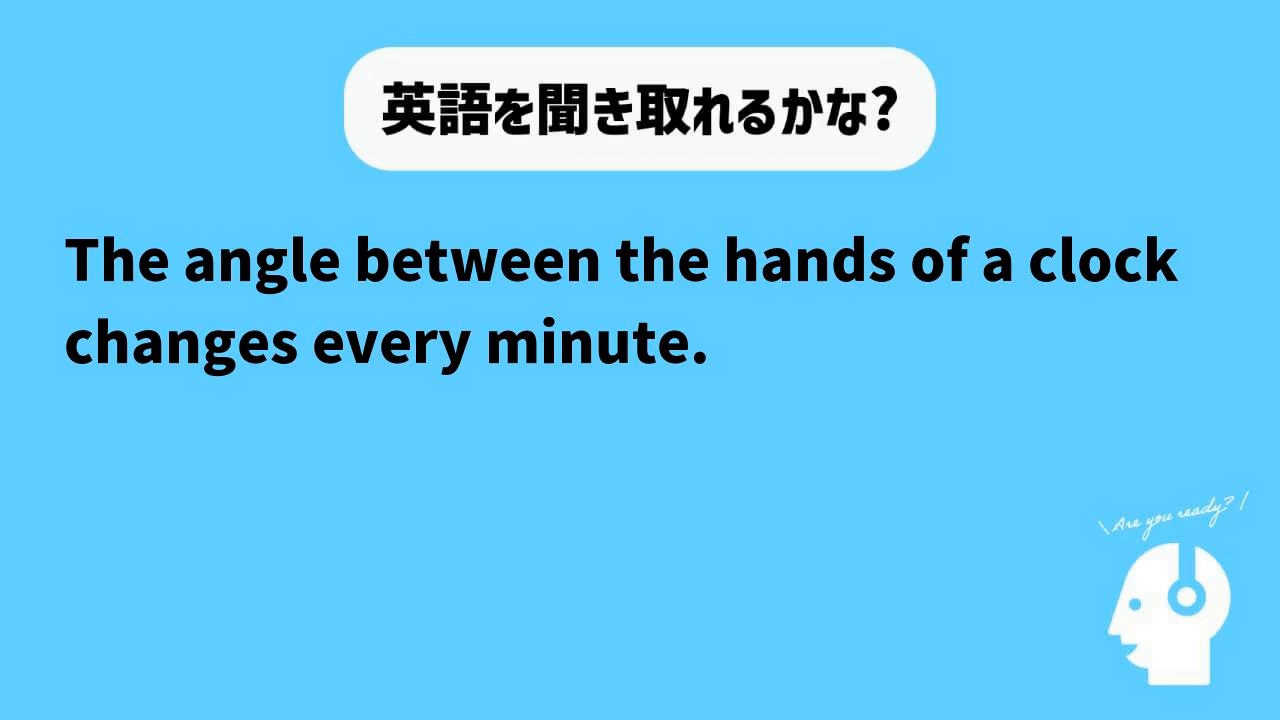 英語を聞き取れるかな?
The angle between the hands of a clock
changes every minute.
\Are you ready? /